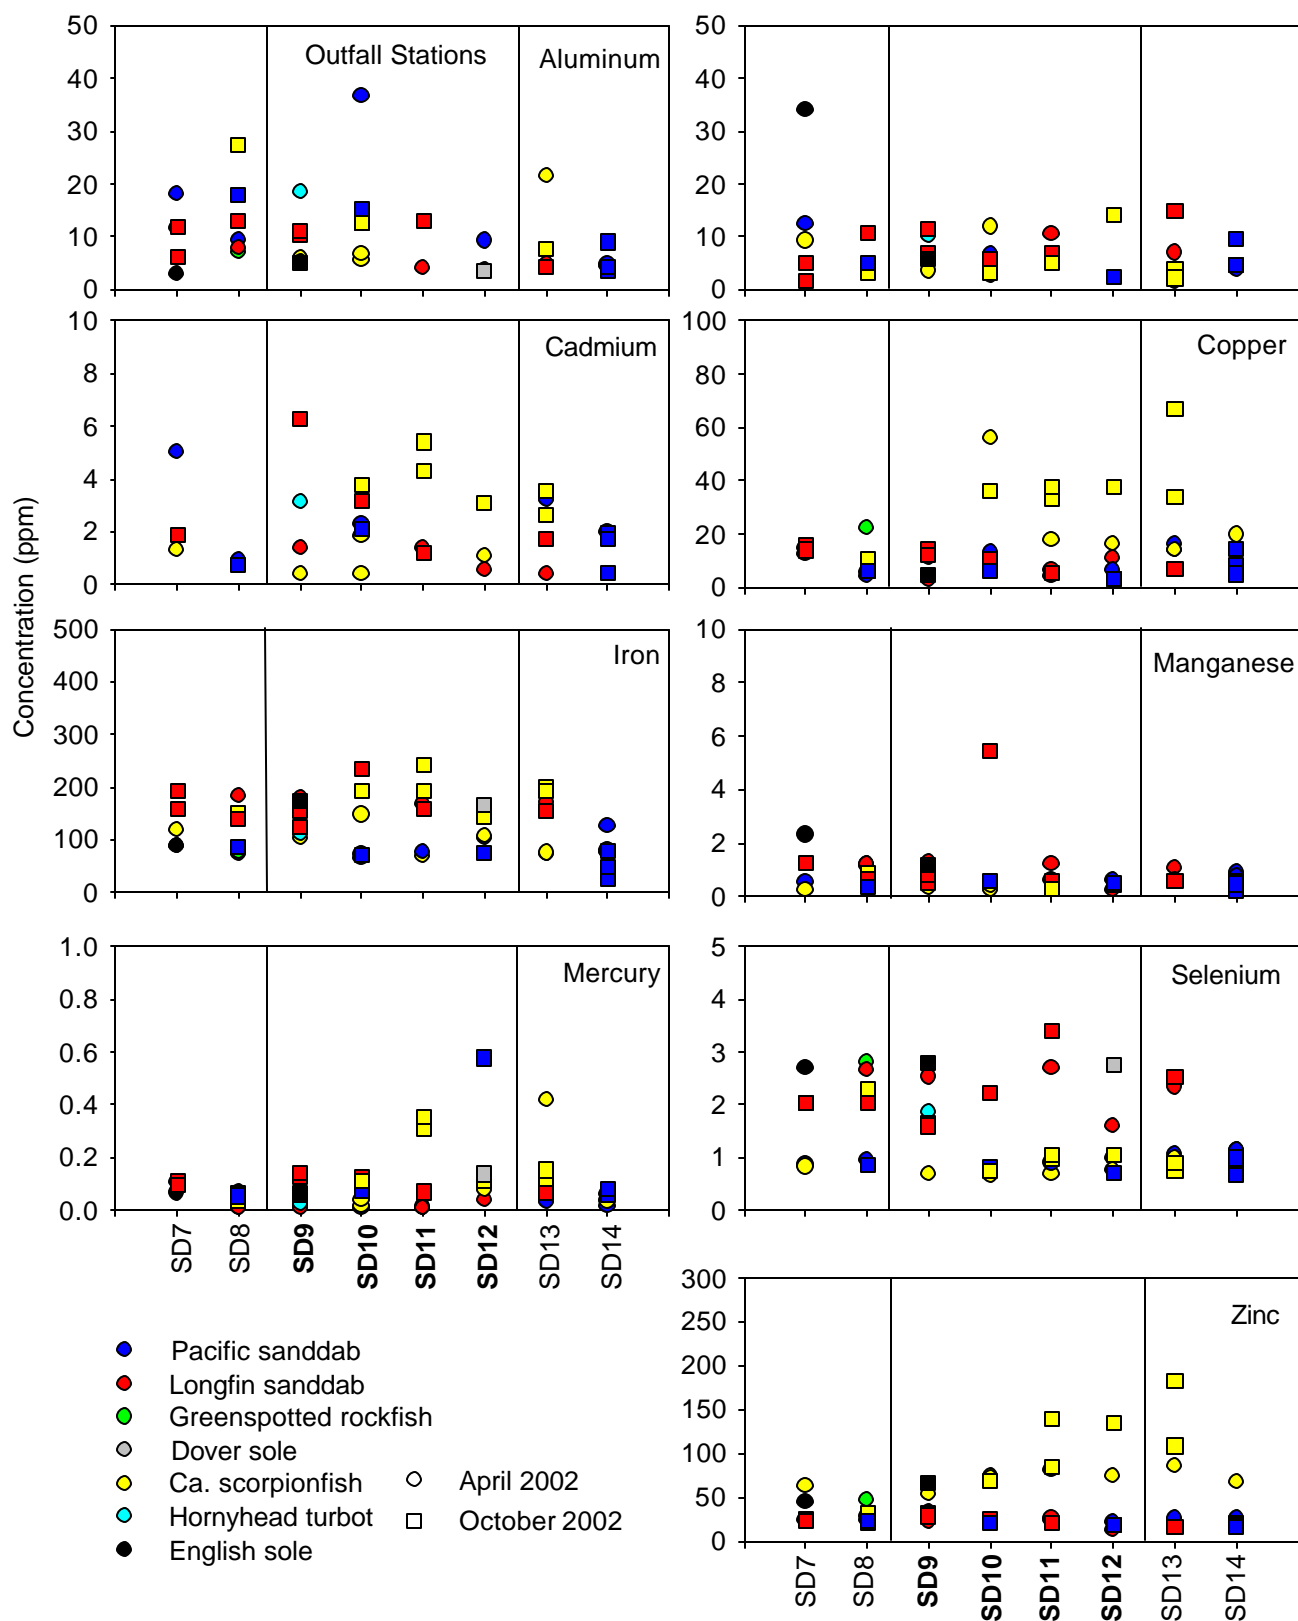 50
40
30
20
10
0
Outfall Stations
Aluminum
50
40
30
20
10
0
10
8
6
4
2
0
Cadmium
100
80
60
40
20
0
Copper
Concentration (ppm)
500
400
300
200
100
0
Iron
10
8
6
4
2
0
Manganese
1.0
0.8
0.6
0.4
0.2
0.0
Mercury
SD7 SD8 SD9 SD10 SD11 SD12 SD13 SD14
5
4
3
2
1
0
Selenium
300
250
200
150
100
50
0
Zinc
SD7 SD8 SD9 SD10 SD11 SD12 SD13 SD14
Pacific sanddab
Longfin sanddab
Greenspotted rockfish
Dover sole
Ca. scorpionfish
Hornyhead turbot
English sole
April 2002
October 2002